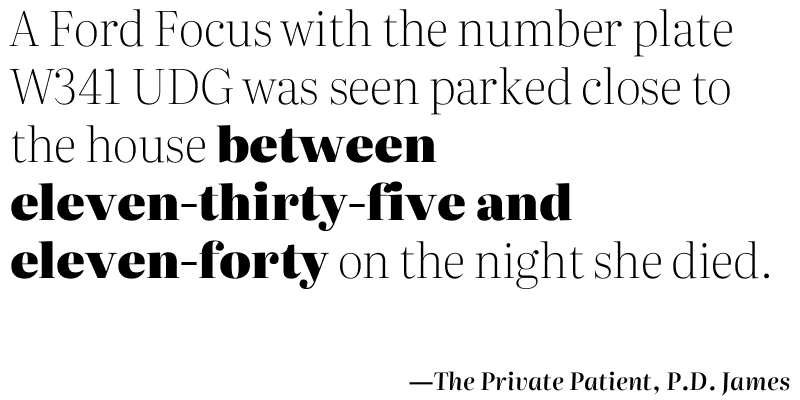 A Ford Focus with the number plate
W341 UDG was seen parked close to
the house between
eleven-thirty-five and
eleven-forty on the night she died.
—The Private Patient, P.D. James